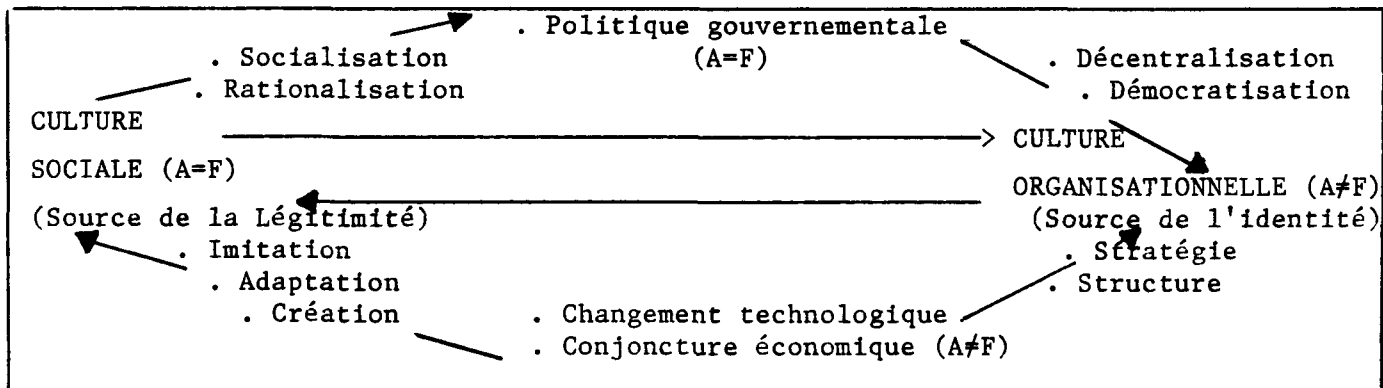 . Politique gouvernementale
. Socialisation (A=F) . Décentralisation
. Rationalisation . Démocratisation
CULTURE
CULTURE
SOCIALE (A=F)
ORGANISATIONNELLE (A≠F)
(Source de la Légitimité) (Source de l'identité)
. Imitation . Stratégie
. Adaptation . Structure
. Création . Changement technologique
. Conjoncture économique (A≠F)